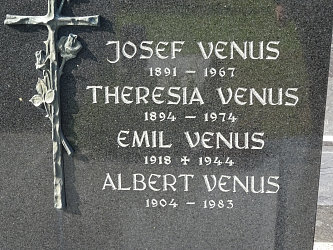 JOSEF VENUS
1891 – 1967
THERESIA VENUS
1894 – 1974
EMIL VENUS
1918 ✝ 1944
ALBERT VENUS
1904 – 1983